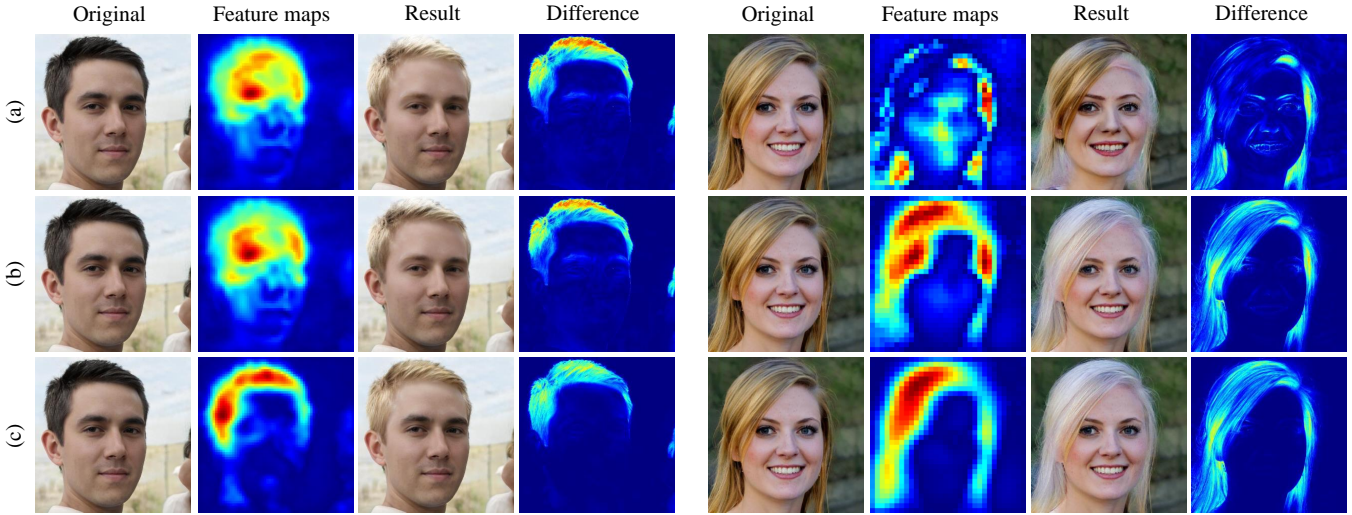 Original Feature maps Result Difference Original Feature maps Result Difference
(a)
(b)
(c)